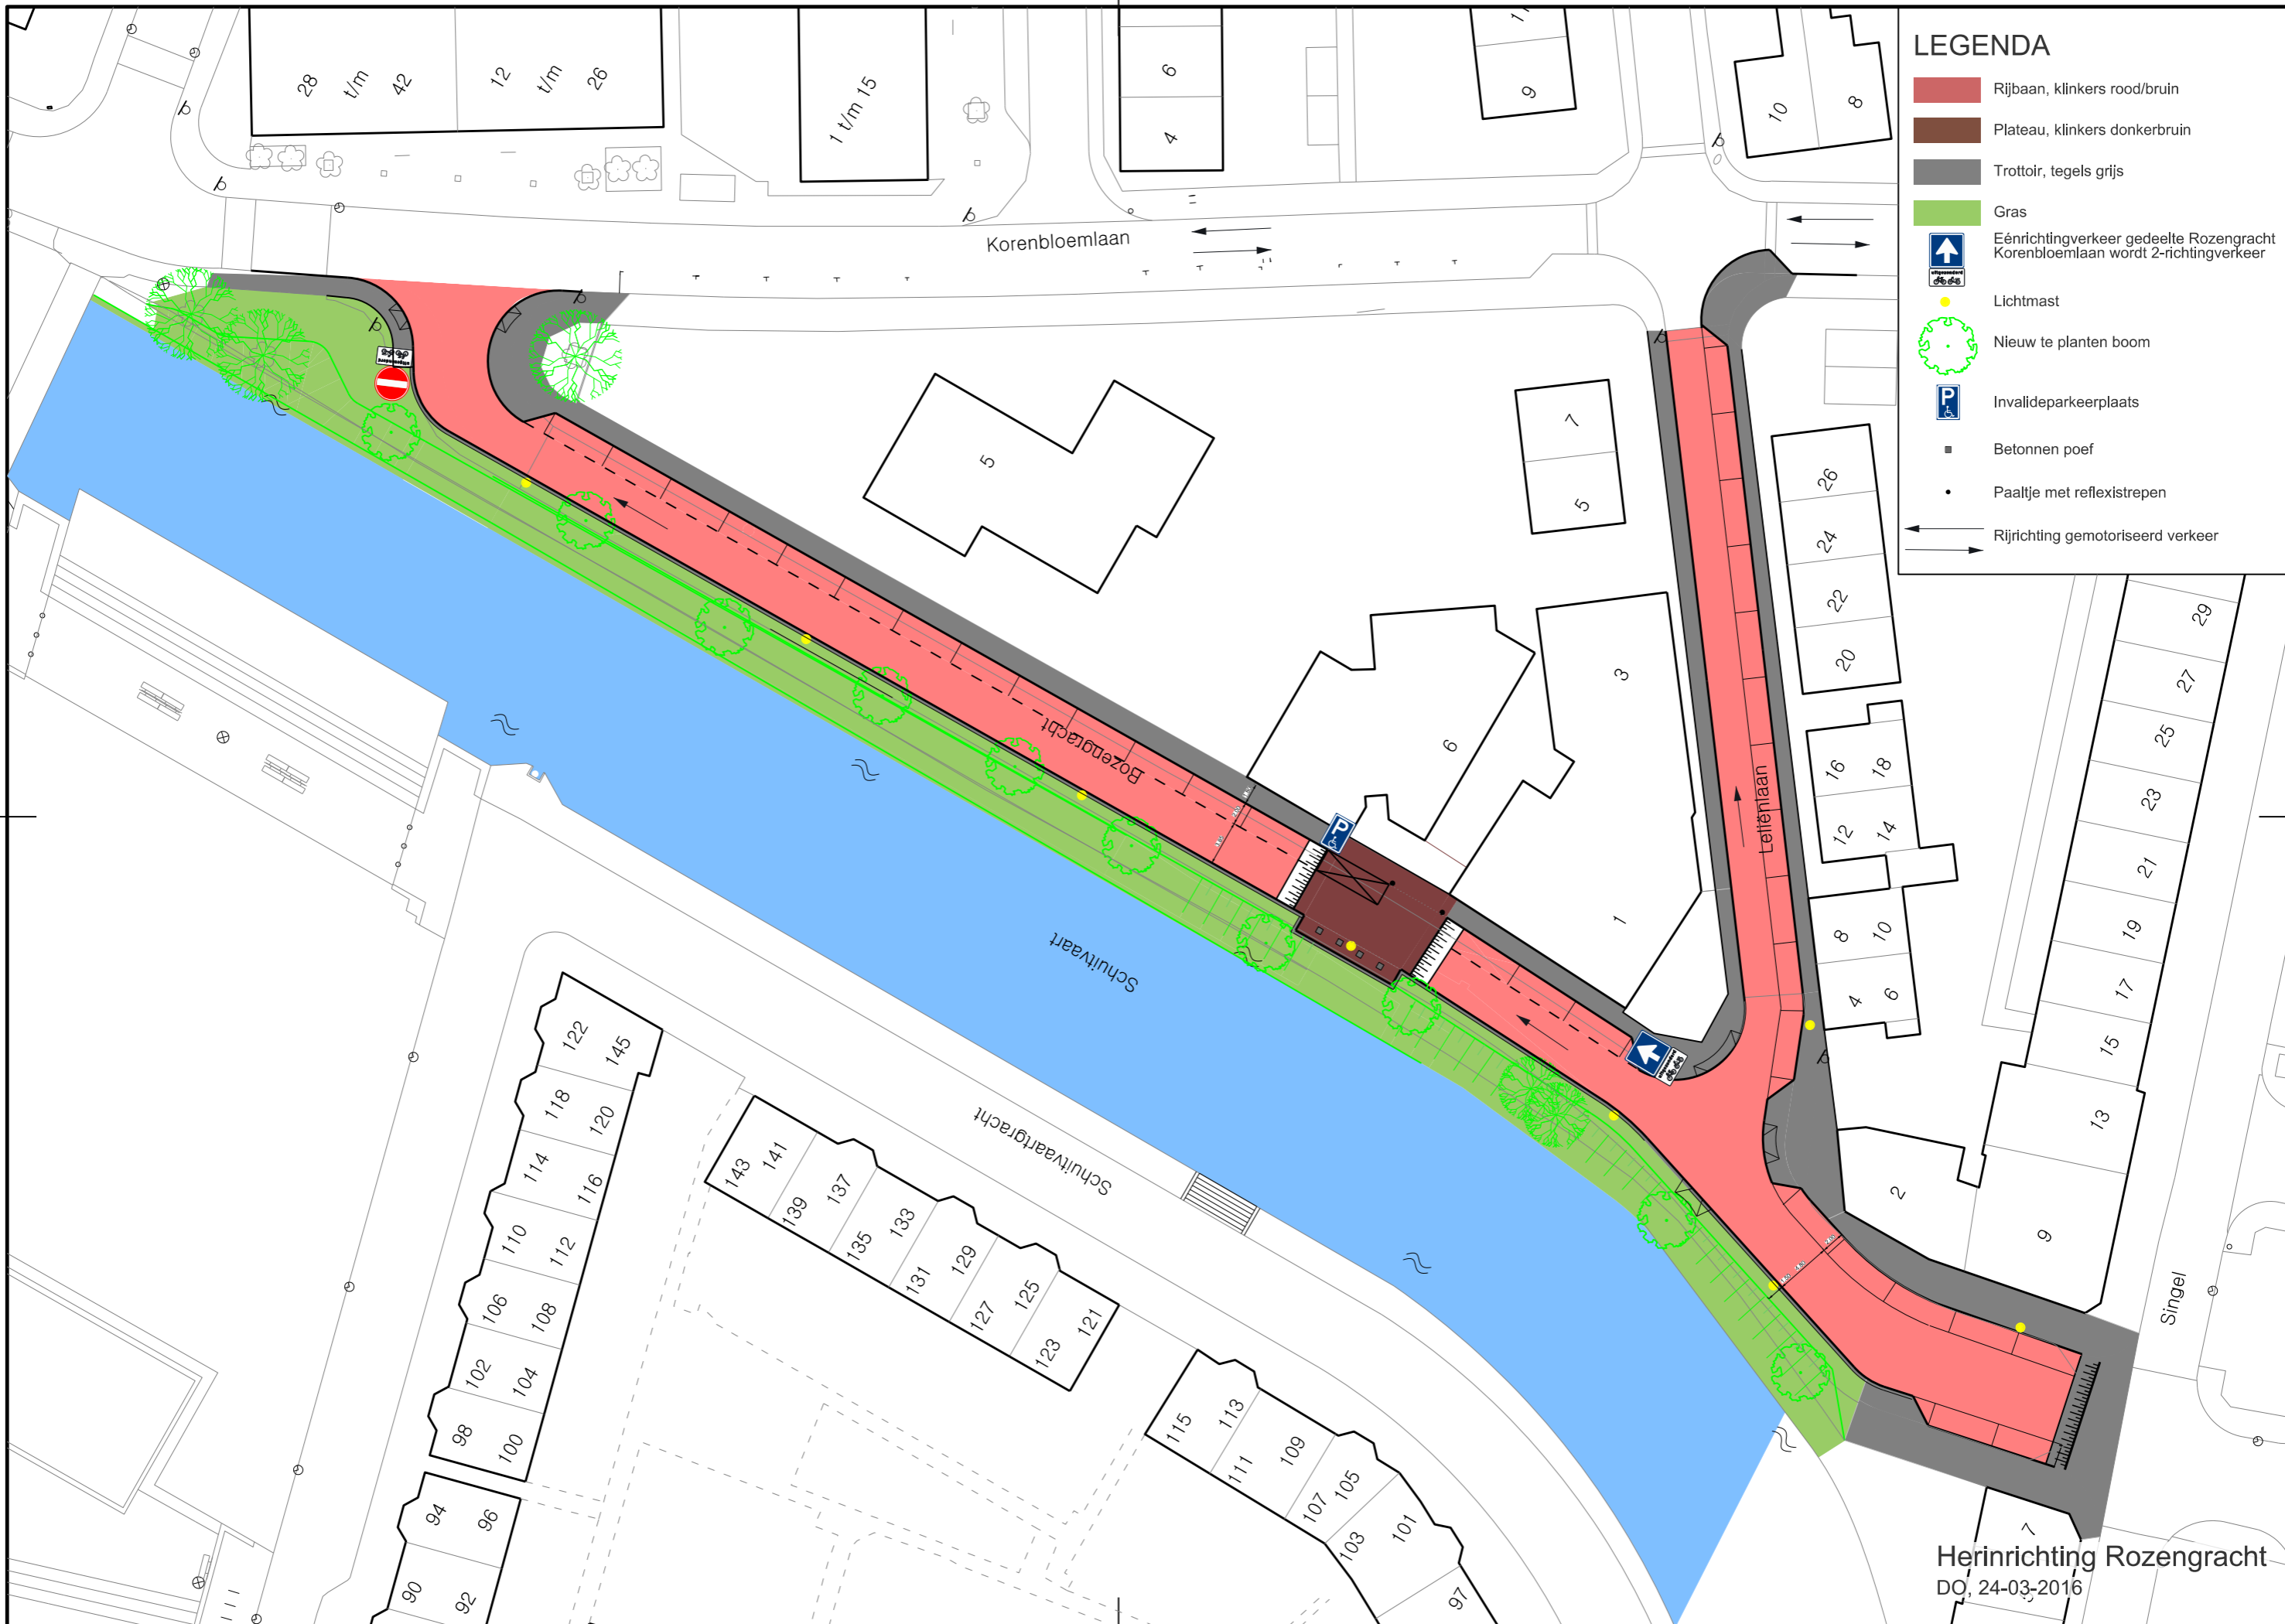 LEGENDA
Rijbaan, klinkers rood/bruin
Plateau, klinkers donkerbruin
Trottoir, tegels grijs
Gras
Eénrichtingverkeer gedeelte Rozengracht
Korenbloemlaan wordt 2-richtingverkeer
uitgezonderd
Lichtmast
Nieuw te planten boom
P
Invalideparkeerplaats
Betonnen poef
Paaltje met reflexistrepen
Rijrichting gemotoriseerd verkeer
28 t/m 42
12 t/m 26
1 t/m 15
6
4
9
10
8
Korenbloemlaan
5
7
5
3
6
1
P
Rozengracht
Leliënlaan
26
24
22
20
16 18
12 14
8 10
4 6
2
9
29
27
25
23
21
19
17
15
13
Singel
7
Schuitvaart
Schuitvaartgracht
122 145
118 120
114 116
110 112
106 108
102 104
98 100
94 96
90 92
143 141
139 137
135 133
131 129
127 125
123 121
115 113
111 109
107 105
103 101
97
Herinrichting Rozengracht
DO, 24-03-2016